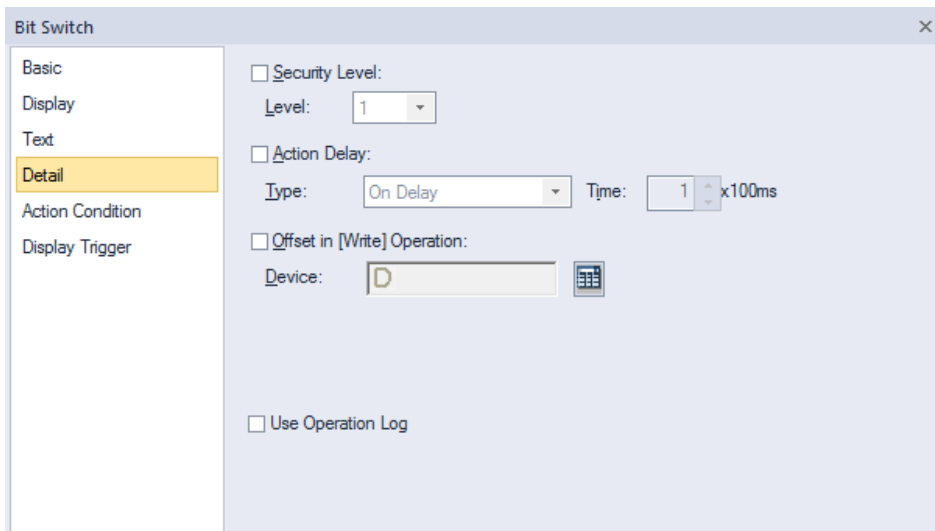 Bit Switch
Basic
Display
Text
Detail
Action Condition
Display Trigger
Security Level:
Level: 1
Action Delay:
Type: On Delay Time: 1 x100ms
Offset in [Write] Operation:
Device: D
Use Operation Log